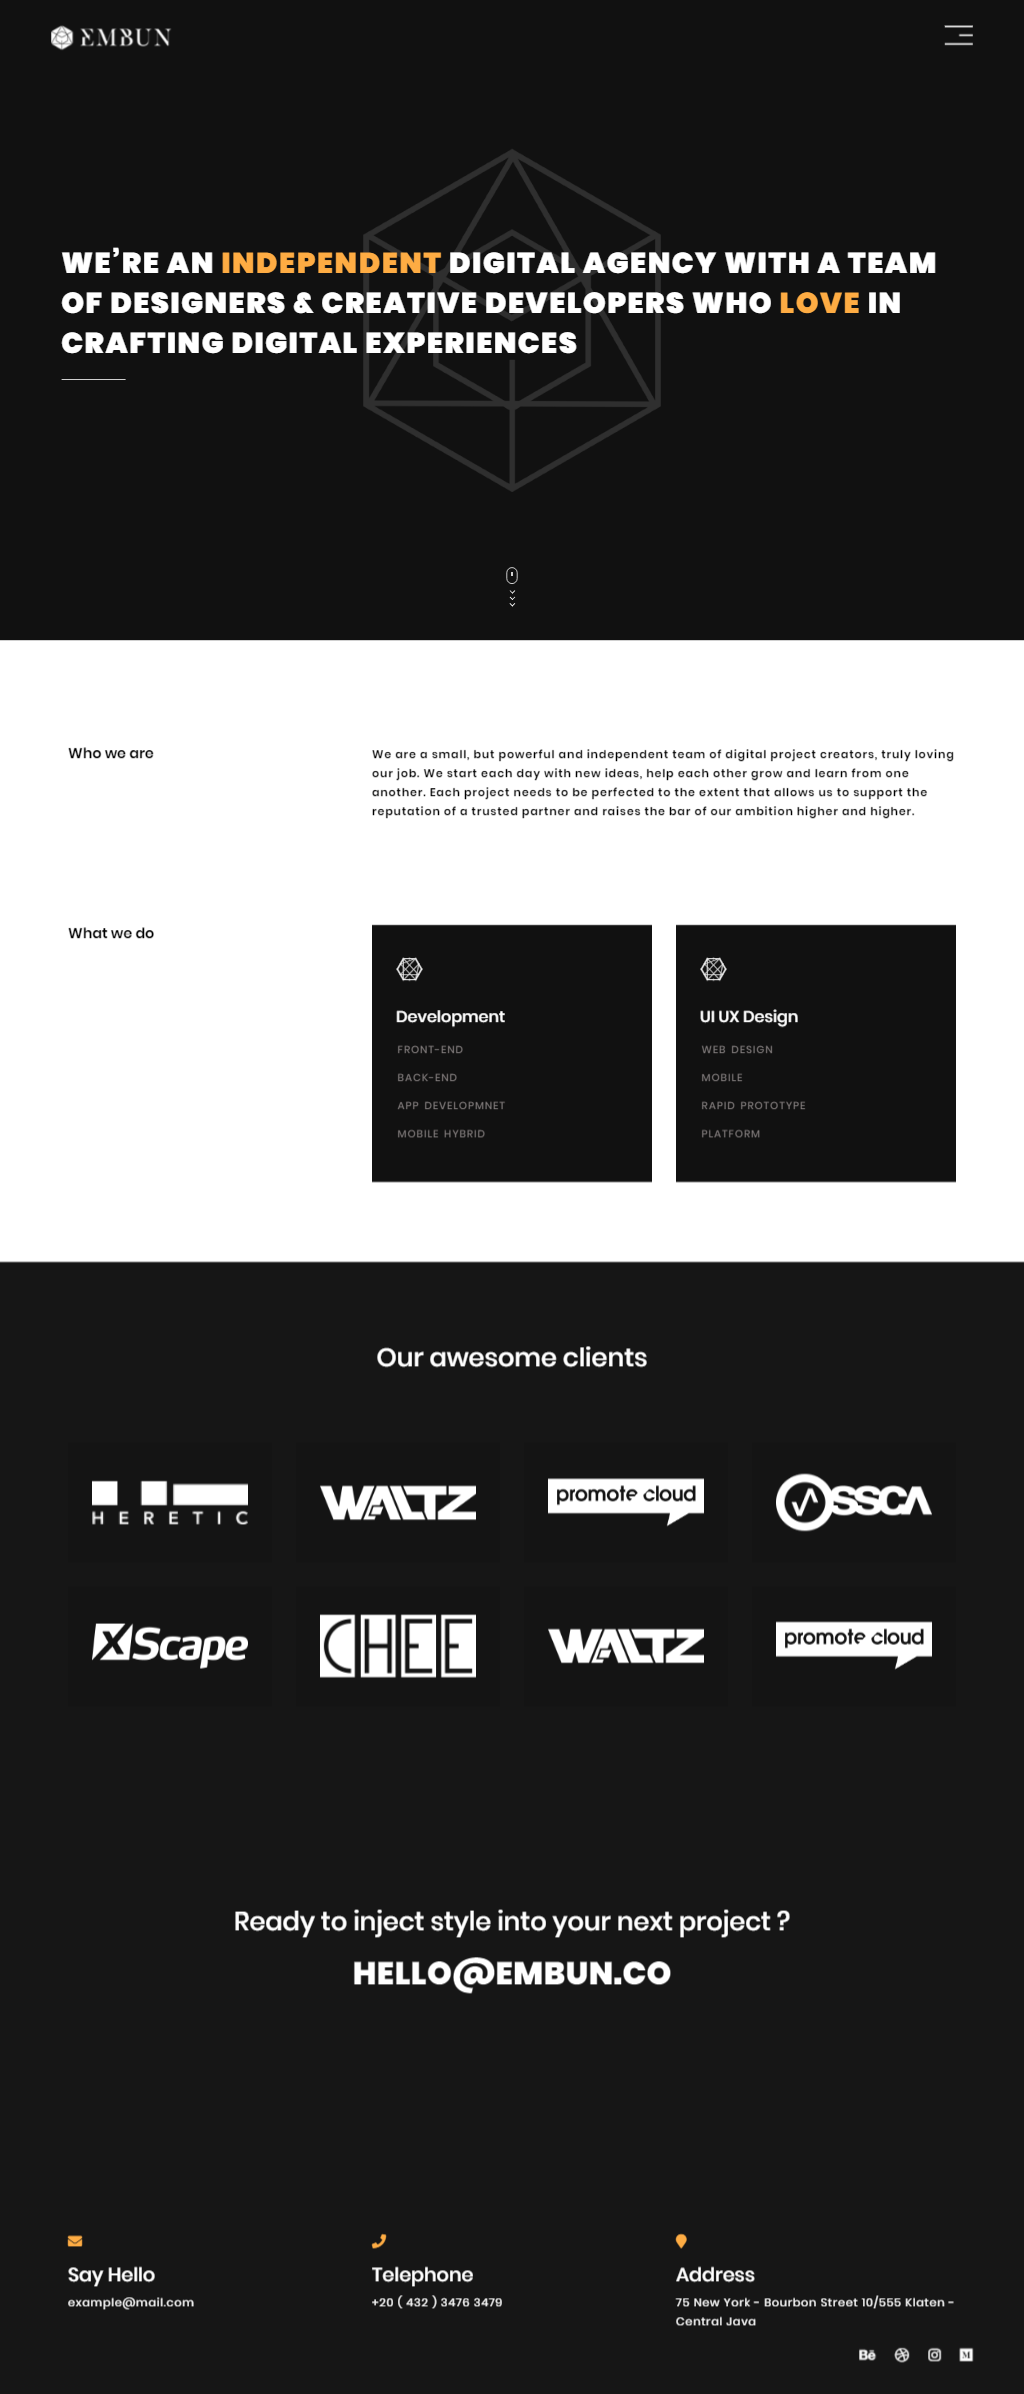 EMBUN
WE'RE AN INDEPENDENT DIGITAL AGENCY WITH A TEAM
OF DESIGNERS & CREATIVE DEVELOPERS WHO LOVE IN
CRAFTING DIGITAL EXPERIENCES
Who we are
We are a small, but powerful and independent team of digital project creators, truly loving
our job. We start each day with new ideas, help each other grow and learn from one
another. Each project needs to be perfected to the extent that allows us to support the
reputation of a trusted partner and raises the bar of our ambition higher and higher.
What we do
Development
FRONT-END
BACK-END
APP DEVELOPMNET
MOBILE HYBRID
UI UX Design
WEB DESIGN
MOBILE
RAPID PROTOTYPE
PLATFORM
Our awesome clients
HERETIC
WALTZ
promote cloud
OSSCA
XScape
CHEE
WALTZ
promote cloud
Ready to inject style into your next project ?
HELLO@EMBUN.CO
Say Hello
example@mail.com
Telephone
+20 ( 432 ) 3476 3479
Address
75 New York - Bourbon Street 10/555 Klaten -
Central Java
Bē
M